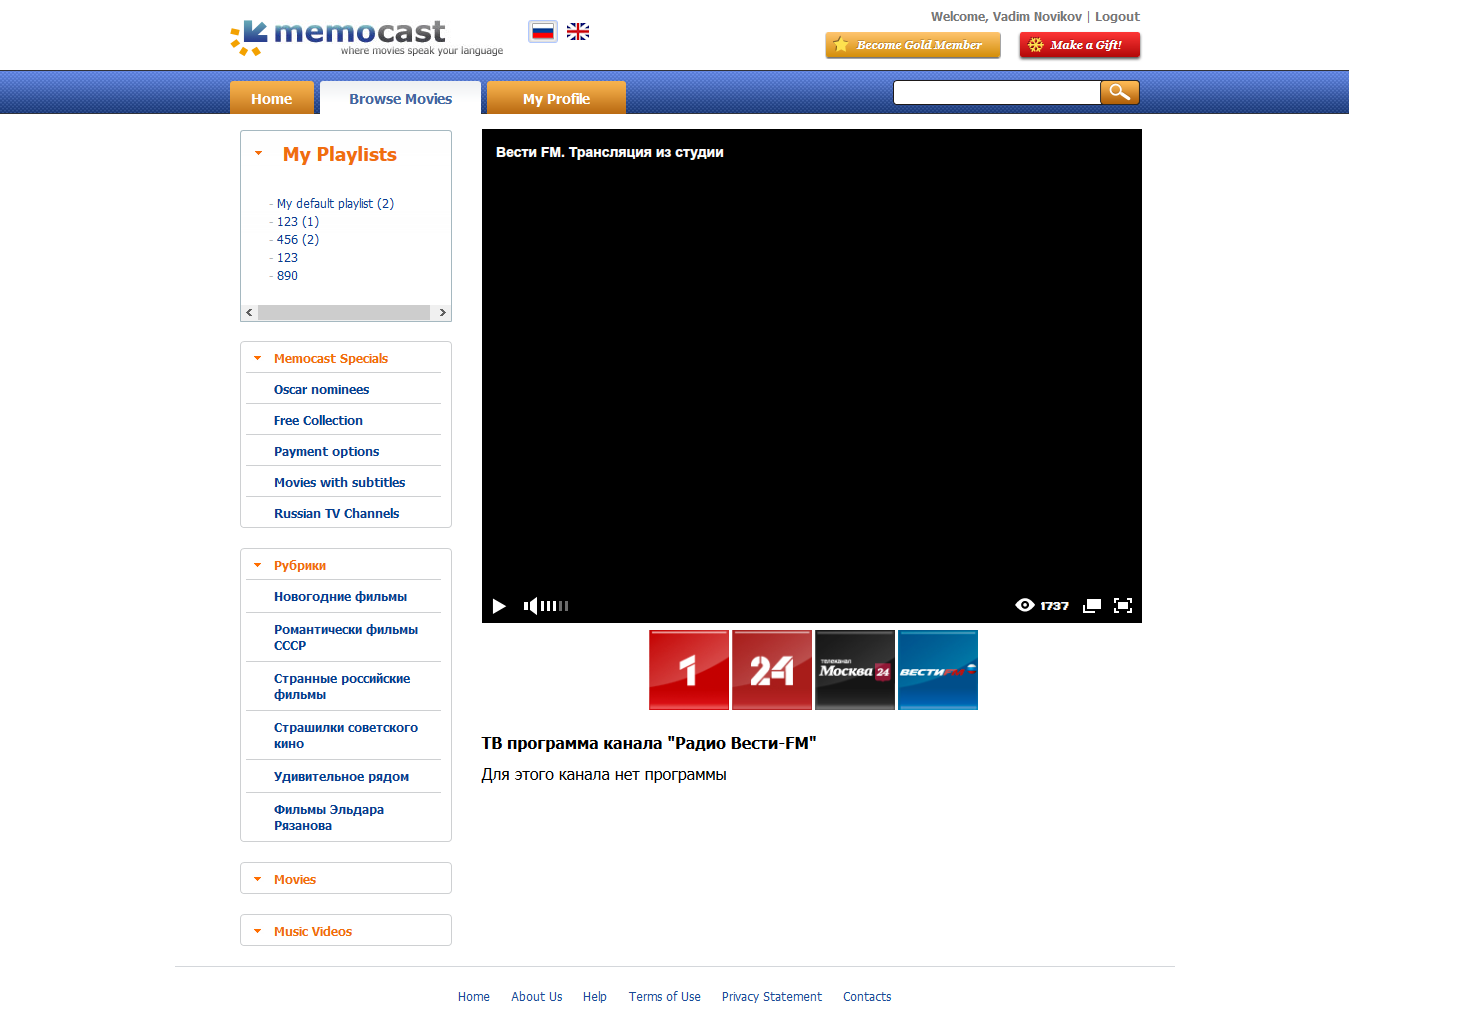 memocast
where movies speak your language
Welcome, Vadim Novikov | Logout
Become Gold Member
Make a Gift!
Home
Browse Movies
My Profile
My Playlists
- My default playlist (2)
- 123 (1)
- 456 (2)
- 123
- 890
Memocast Specials
Oscar nominees
Free Collection
Payment options
Movies with subtitles
Russian TV Channels
Рубрики
Новогодние фильмы
Романтически фильмы
СССР
Странные российские
фильмы
Страшилки советского
кино
Удивительное рядом
Фильмы Эльдара
Рязанова
Movies
Music Videos
Вести FM. Трансляция из студии
1737
1
24
телеканал
Москва 24
ВЕСТИ FM
ТВ программа канала "Радио Вести-FM"
Для этого канала нет программы
Home
About Us
Help
Terms of Use
Privacy Statement
Contacts